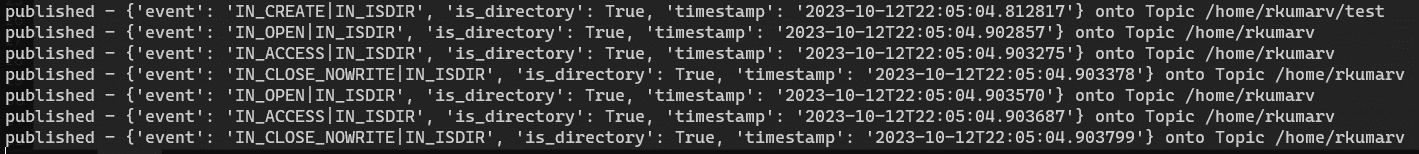 published - {'event': 'IN_CREATE|IN_ISDIR', 'is_directory': True, 'timestamp': '2023-10-12T22:05:04.812817'} onto Topic /home/rkumarv/test
published - {'event': 'IN_OPEN|IN_ISDIR', 'is_directory': True, 'timestamp': '2023-10-12T22:05:04.902857'} onto Topic /home/rkumarv
published - {'event': 'IN_ACCESS|IN_ISDIR', 'is_directory': True, 'timestamp': '2023-10-12T22:05:04.903275'} onto Topic /home/rkumarv
published - {'event': 'IN_CLOSE_NOWRITE|IN_ISDIR', 'is_directory': True, 'timestamp': '2023-10-12T22:05:04.903378'} onto Topic /home/rkumarv
published - {'event': 'IN_OPEN|IN_ISDIR', 'is_directory': True, 'timestamp': '2023-10-12T22:05:04.903570'} onto Topic /home/rkumarv
published - {'event': 'IN_ACCESS|IN_ISDIR', 'is_directory': True, 'timestamp': '2023-10-12T22:05:04.903687'} onto Topic /home/rkumarv
published - {'event': 'IN_CLOSE_NOWRITE|IN_ISDIR', 'is_directory': True, 'timestamp': '2023-10-12T22:05:04.903799'} onto Topic /home/rkumarv